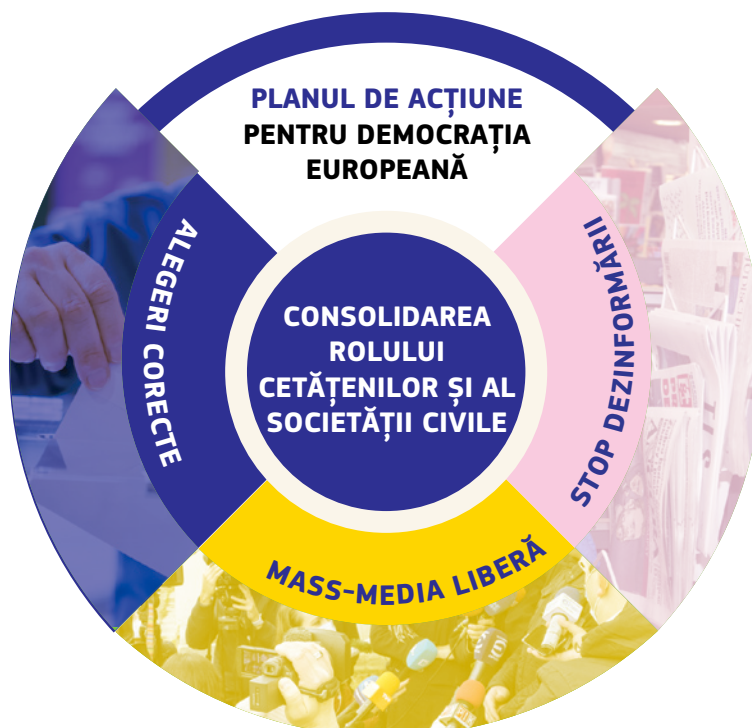 PLANUL DE ACȚIUNE
PENTRU DEMOCRAȚIA
EUROPEANĂ
ALEGERI CORECTE
CONSOLIDAREA
ROLULUI
CETĂȚENILOR ȘI AL
SOCIETĂȚII CIVILE
STOP DEZINFORMĂRII
MASS-MEDIA LIBERĂ